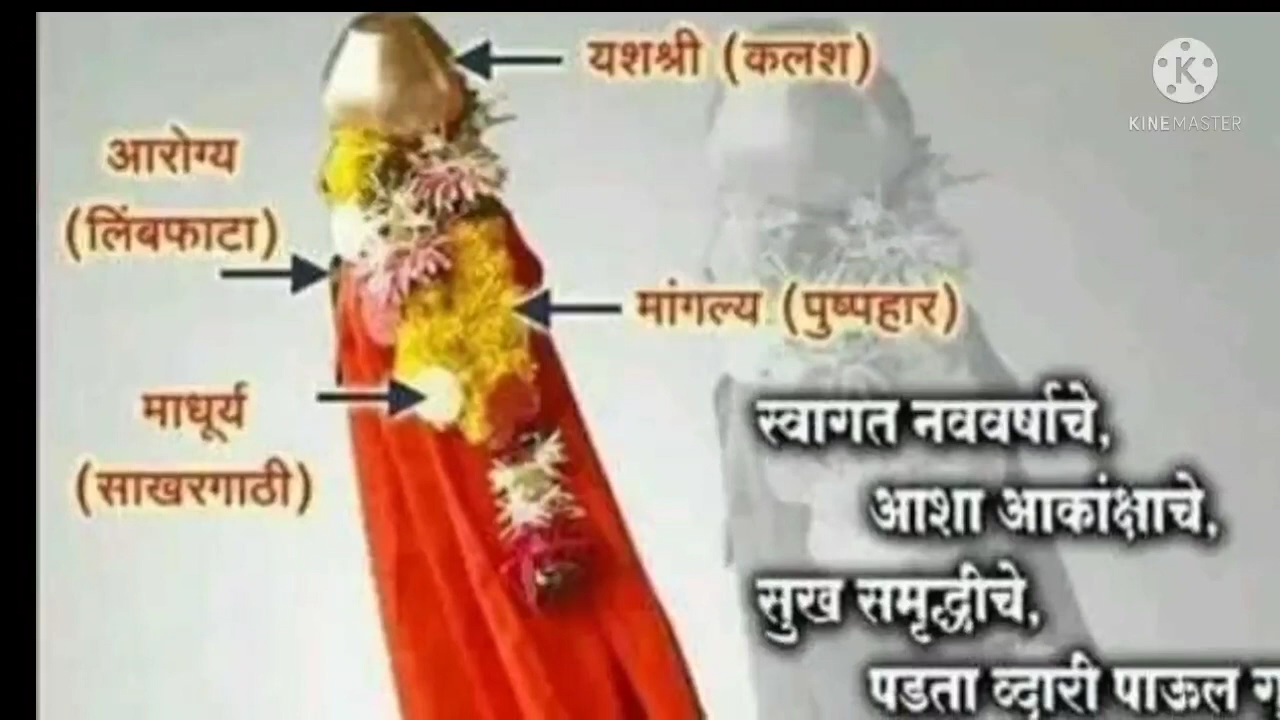 यशश्री (कलश)
KINEMASTER
आरोग्य
(लिंबफाटा)
मांगल्य (पुष्पहार)
माधूर्य
(साखरगाठी)
स्वागत नववर्षाचे,
आशा आकांक्षाचे,
सुख समृद्धीचे,
पडता व्दारी पाऊल